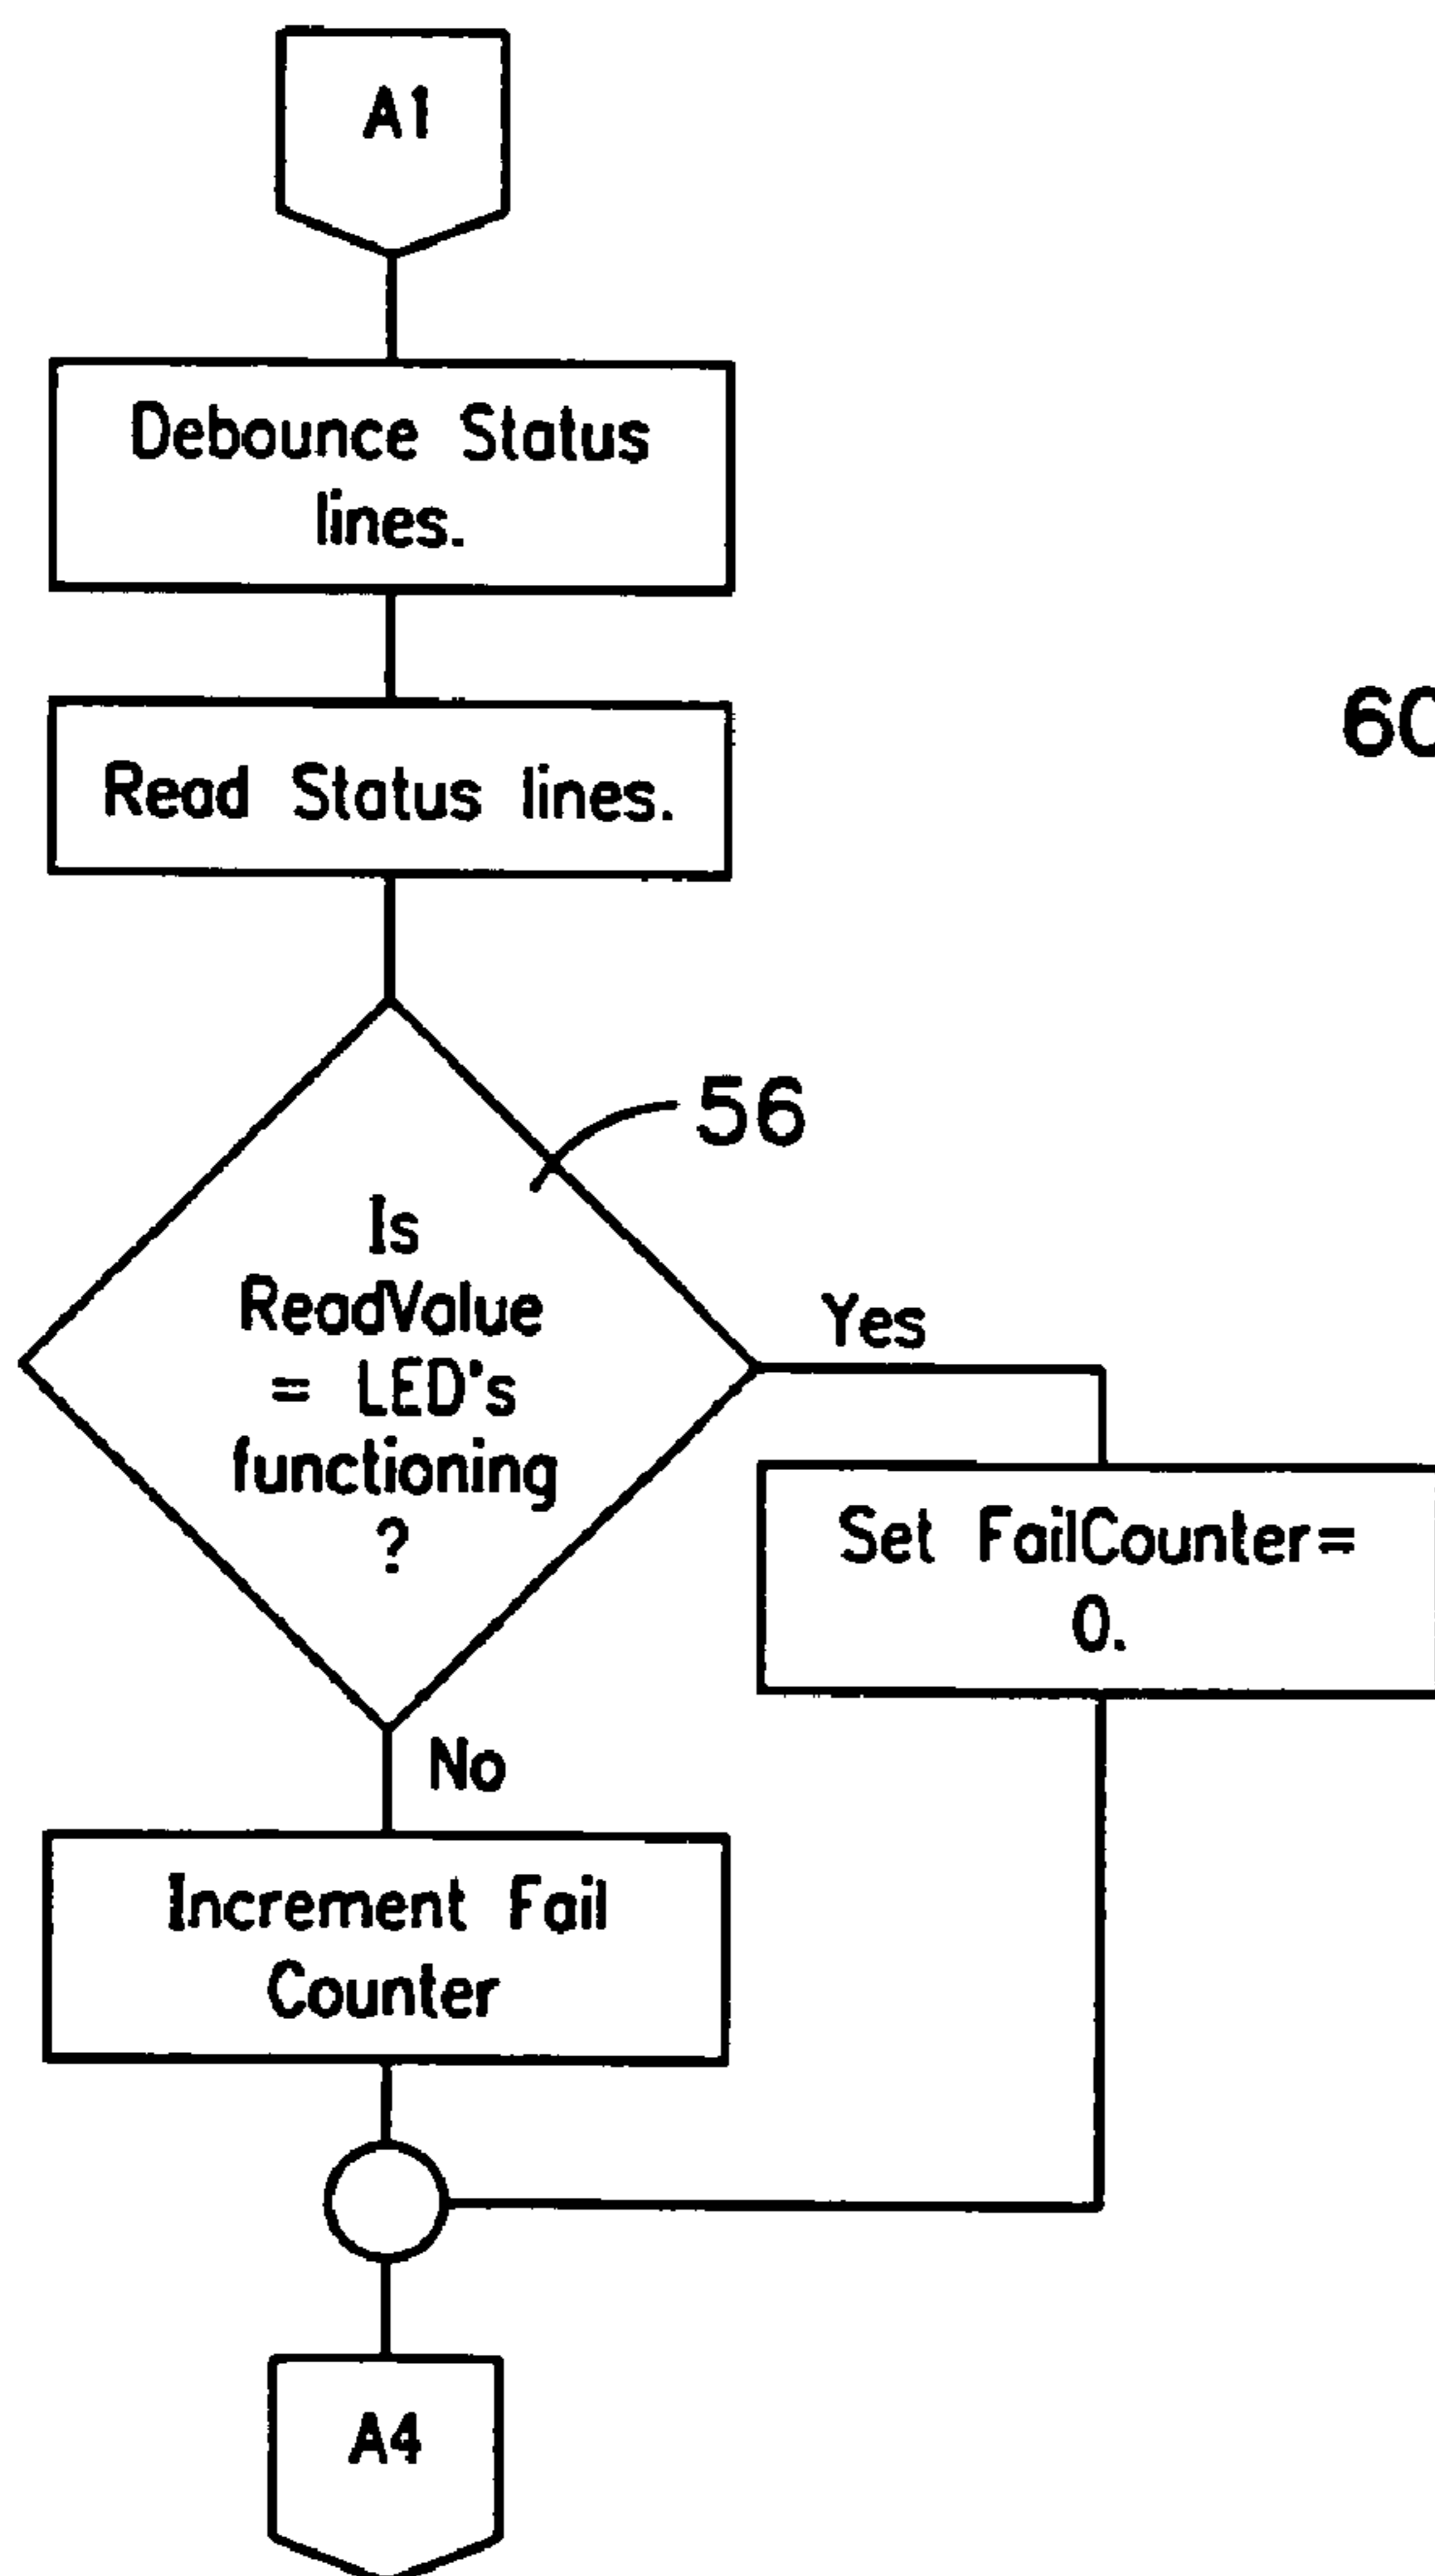 A1
Debounce Status
lines.
Read Status lines.
60
56
Is
ReadValue
= LED's
functioning
?
Yes
Set FailCounter=
0.
No
Increment Fail
Counter
A4